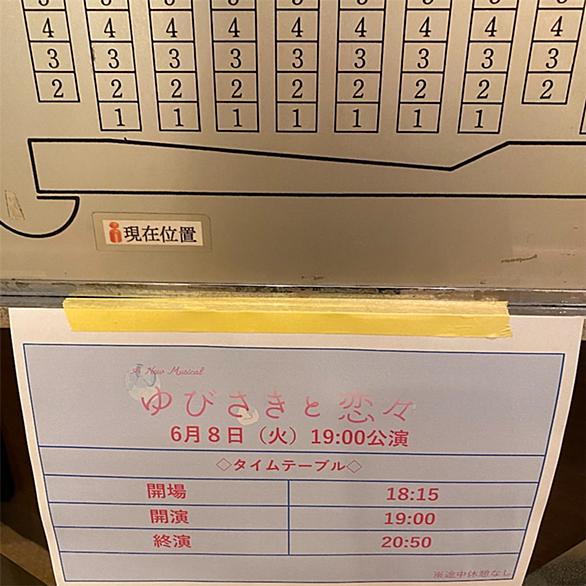 4 4 4 4 4 4 4 4 4
3 3 3 3 3 3 3 3 3
2 2 2 2 2 2 2 2 2
1 1 1 1 1 1 1
現在位置
A New Musical
ゆびさきと恋々
6月8日（火）19:00公演
◇タイムテーブル◇
開場 18:15
開演 19:00
終演 20:50
※途中休憩なし